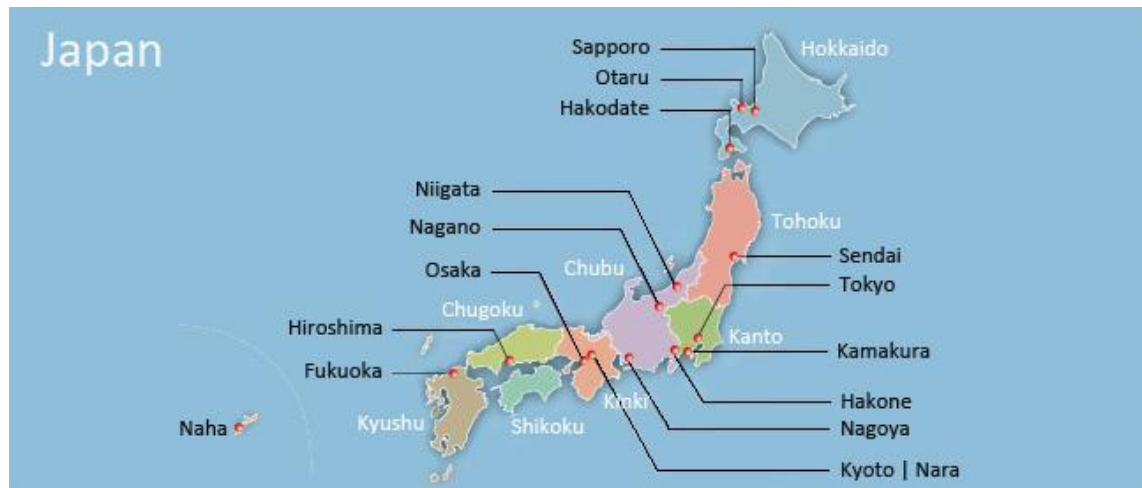 Japan
Sapporo
Hokkaido
Otaru
Hakodate
Niigata
Nagano
Tohoku
Osaka
Chubu
Sendai
Tokyo
Chugoku
Hiroshima
Kanto
Kamakura
Fukuoka
Kinki
Hakone
Naha
Kyushu
Shikoku
Nagoya
Kyoto | Nara